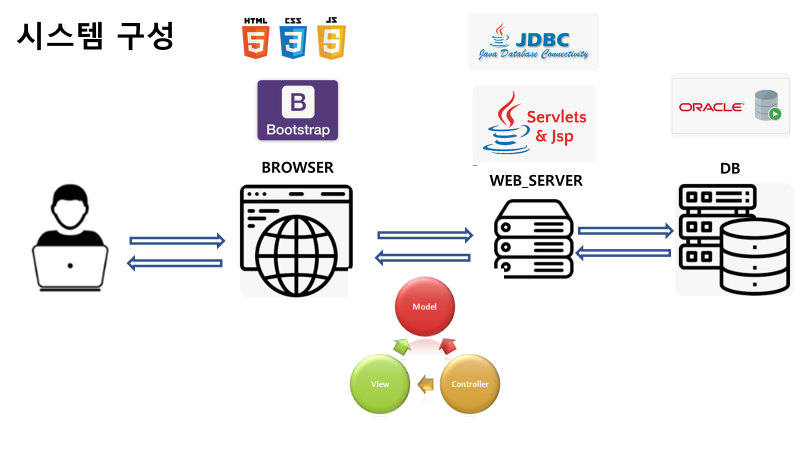 시스템 구성
HTML CSS JS
5 3 5
B
Bootstrap
BROWSER
JDBC
Java Database Connectivity
Servlets
& Jsp
WEB_SERVER
ORACLE
DB
Model
View
Controller